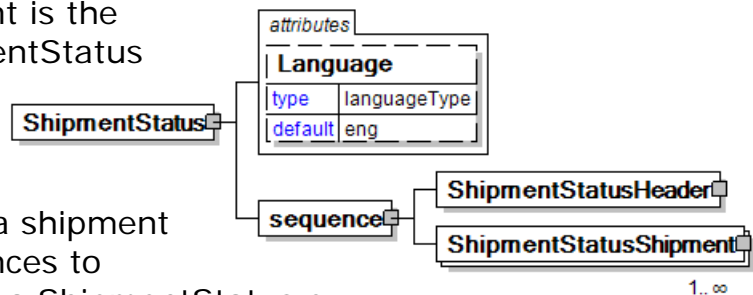 nt is the
entStatus
attributes
Language
type languageType
default eng
ShipmentStatus
sequence
ShipmentStatusHeader
ShipmentStatusShipment
1..∞
a shipment
nces to